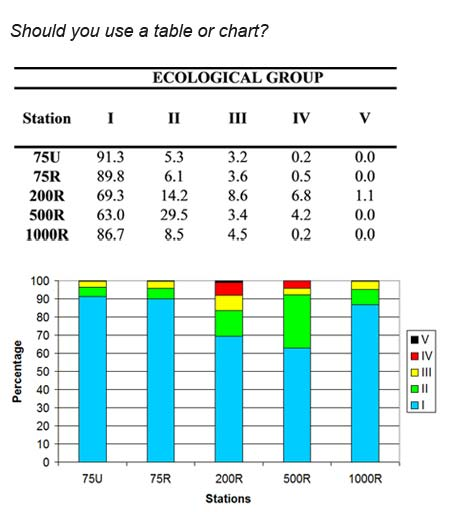 Should you use a table or chart?
ECOLOGICAL GROUP
Station I II III IV V
75U 91.3 5.3 3.2 0.2 0.0
75R 89.8 6.1 3.6 0.5 0.0
200R 69.3 14.2 8.6 6.8 1.1
500R 63.0 29.5 3.4 4.2 0.0
1000R 86.7 8.5 4.5 0.2 0.0
100
90
80
70
60
50
40
30
20
10
0
Percentage
75U 75R 200R 500R 1000R
Stations
V
IV
III
II
I